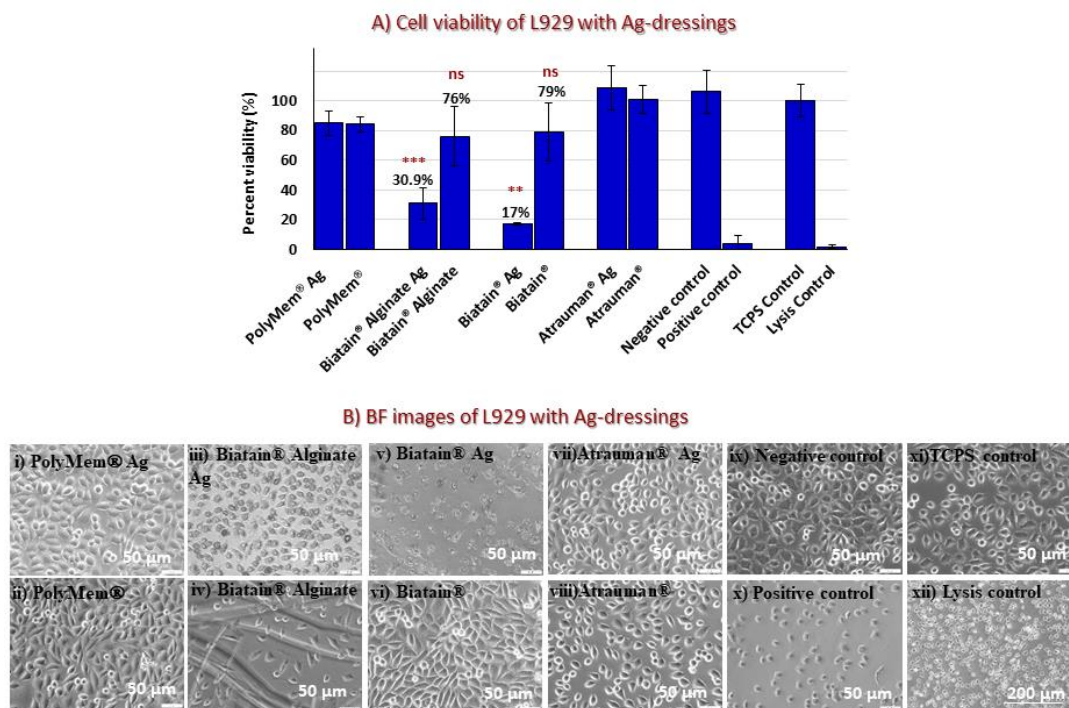 A) Cell viability of L929 with Ag-dressings
Percent viability (%)
100
80
60
40
20
0
***
30.9%
ns
76%
**
17%
ns
79%
PolyMem® Ag
PolyMem®
Biatain® Alginate Ag
Biatain® Alginate
Biatain® Ag
Biatain®
Atrauman® Ag
Atrauman®
Negative control
Positive control
TCPS Control
Lysis Control
B) BF images of L929 with Ag-dressings
i) PolyMem® Ag
50 µm
iii) Biatain® Alginate
Ag
50 µm
v) Biatain® Ag
50 µm
vii)Atrauman® Ag
50 µm
ix) Negative control
50 µm
xi)TCPS control
50 µm
ii) PolyMem®
50 µm
iv) Biatain® Alginate
50 µm
vi) Biatain®
50 µm
viii)Atrauman®
50 µm
x) Positive control
50 µm
xii) Lysis control
200 µm